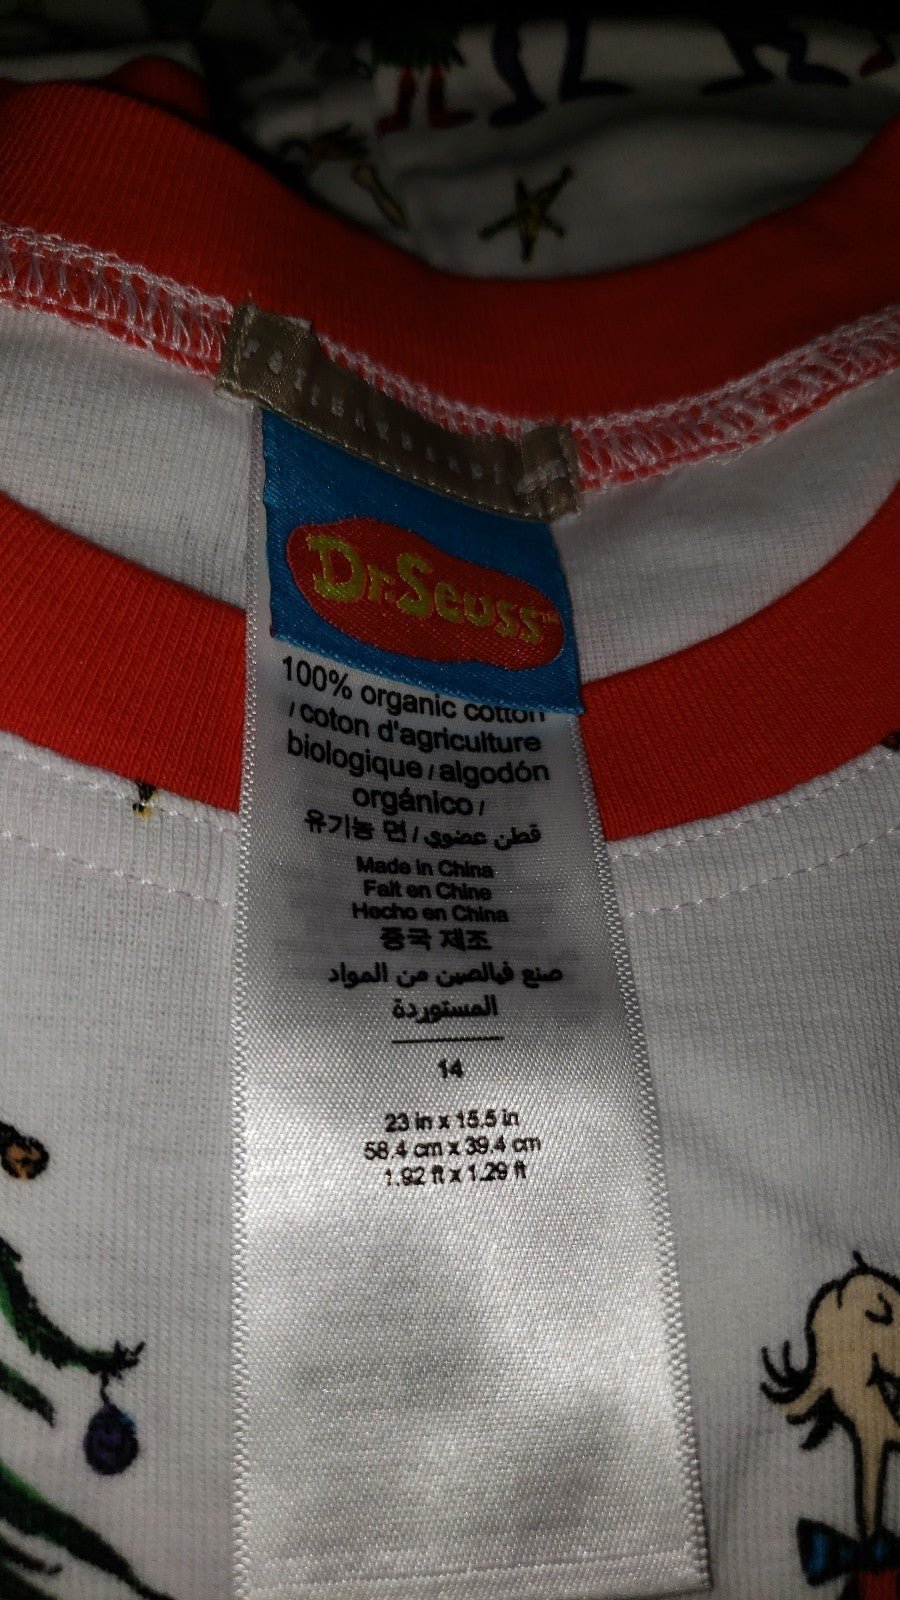 Dr. Seuss™
100% organic cotton
/ coton d'agriculture
biologique / algodón
orgánico /
유기농 면 / قطن عضوي
Made in China
Fait en Chine
Hecho en China
중국 제조
صنع فيالصين من المواد
المستوردة
14
23 in x 15.5 in
58.4 cm x 39.4 cm
1.92 ft x 1.29 ft